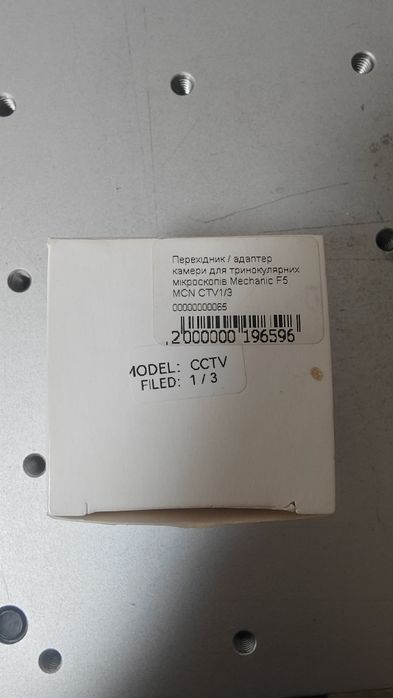 Перехідник / адаптер
камери для тринокулярних
мікроскопів Mechanic F5
MCN CTV1/3
00000000065
2000000 196596
MODEL: CCTV
FILED: 1 / 3